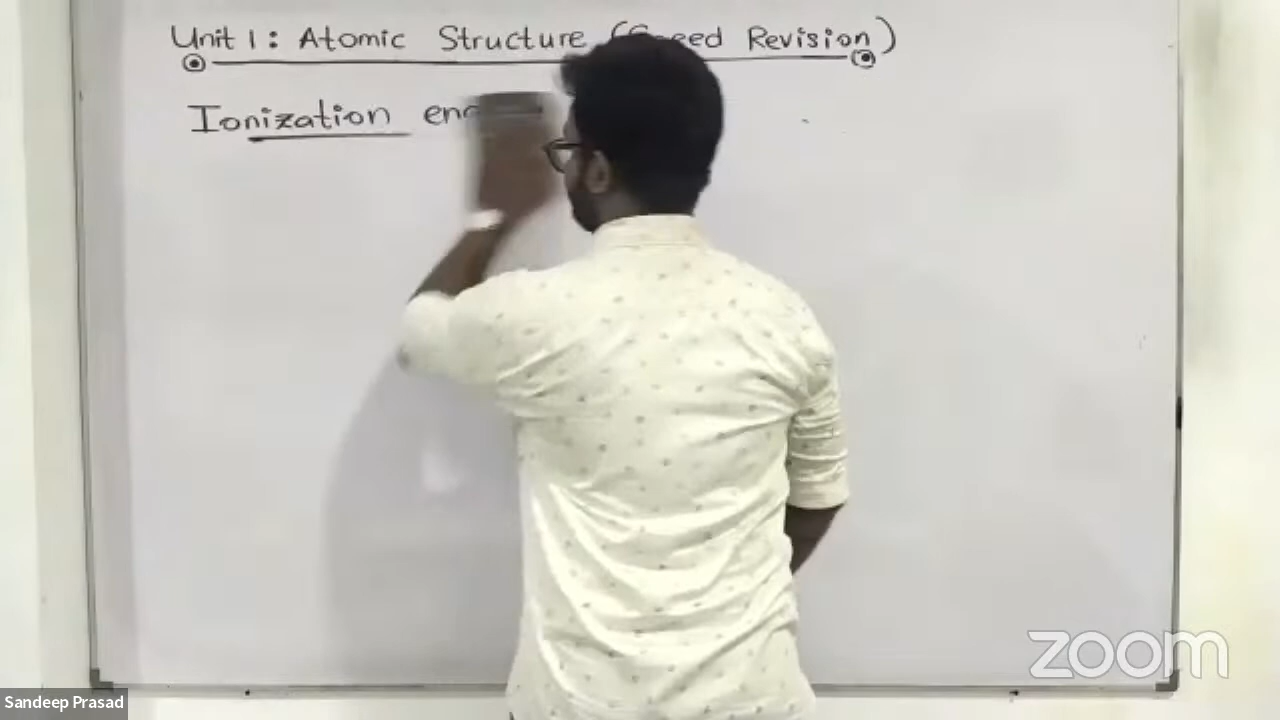 Unit 1: Atomic Structure ( Revision)
Ionization
zoom
Sandeep Prasad